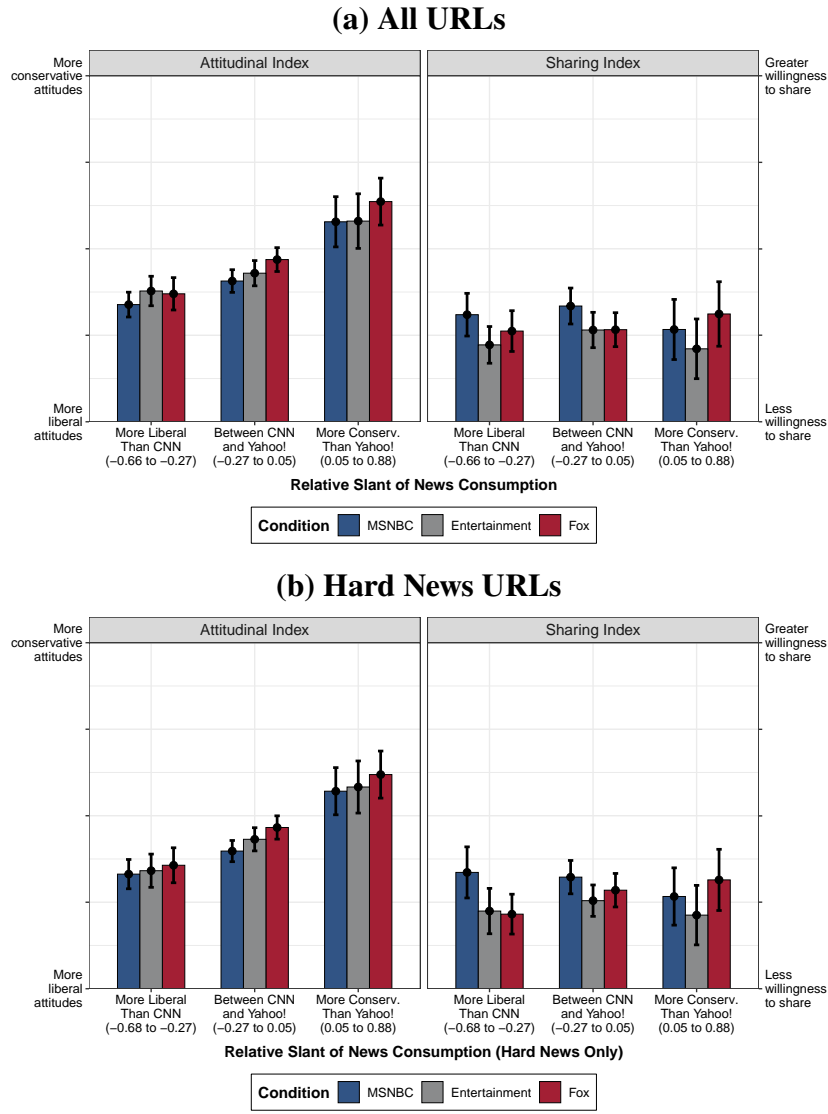 (a) All URLs
More
conservative
attitudes
Attitudinal Index
Sharing Index
Greater
willingness
to share
More
liberal
attitudes
Less
willingness
to share
More Liberal
Than CNN
(−0.66 to −0.27)
Between CNN
and Yahoo!
(−0.27 to 0.05)
More Conserv.
Than Yahoo!
(0.05 to 0.88)
More Liberal
Than CNN
(−0.66 to −0.27)
Between CNN
and Yahoo!
(−0.27 to 0.05)
More Conserv.
Than Yahoo!
(0.05 to 0.88)
Relative Slant of News Consumption
Condition MSNBC Entertainment Fox
(b) Hard News URLs
More
conservative
attitudes
Attitudinal Index
Sharing Index
Greater
willingness
to share
More
liberal
attitudes
Less
willingness
to share
More Liberal
Than CNN
(−0.68 to −0.27)
Between CNN
and Yahoo!
(−0.27 to 0.05)
More Conserv.
Than Yahoo!
(0.05 to 0.88)
More Liberal
Than CNN
(−0.68 to −0.27)
Between CNN
and Yahoo!
(−0.27 to 0.05)
More Conserv.
Than Yahoo!
(0.05 to 0.88)
Relative Slant of News Consumption (Hard News Only)
Condition MSNBC Entertainment Fox